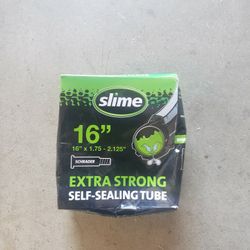 slime
16”
16” x 1.75 - 2.125”
SCHRADER
EXTRA STRONG
SELF-SEALING TUBE